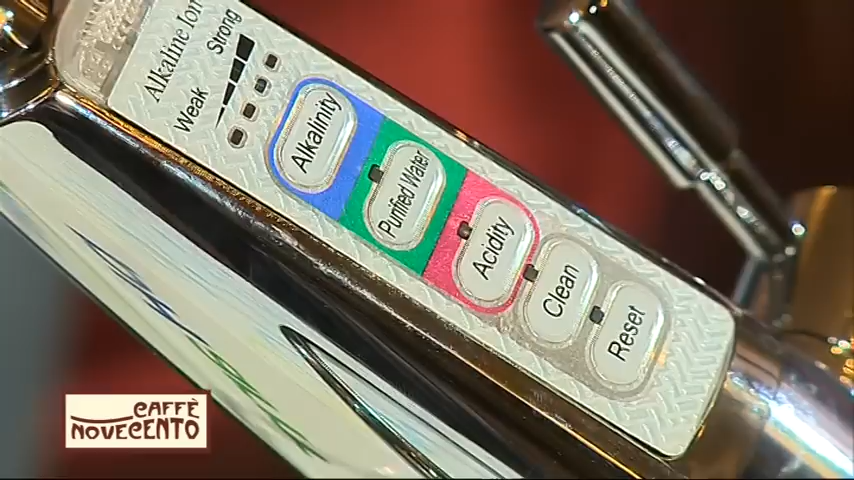 Alkaline Ion
Weak Strong
Alkalinity
Purified Water
Acidity
Clean
Reset
CAFFÈ
NOVECENTO